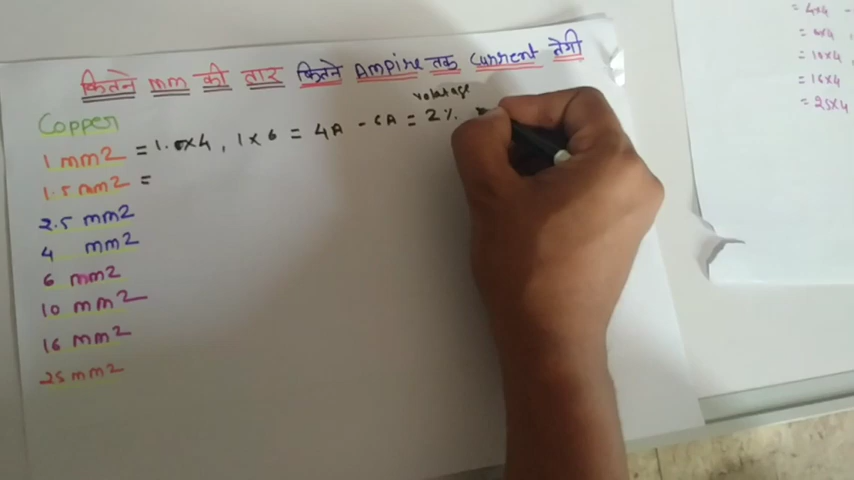 कितने mm की तार कितने Ampire तक Current लेगी
Copper
volatage
1 mm2 = 1.5x4, 1x6 = 4A - 6A = 2%
1.5 mm2 =
2.5 mm2
4 mm2
6 mm2
10 mm2
16 mm2
25 mm2
= 4x4 -
= 6x4
= 10x4
= 16x4
= 25x4